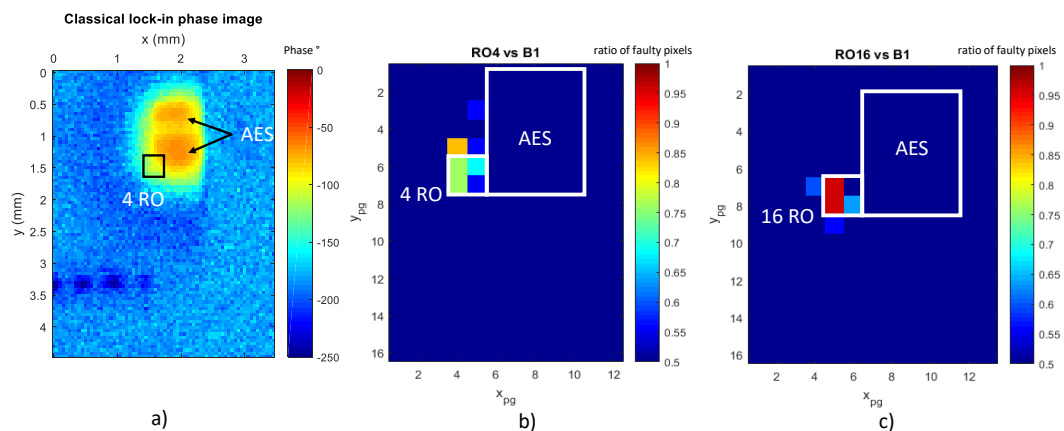 Classical lock-in phase image
x (mm)
0 1 2 3
Phase °
0
0.5
1
1.5
2
2.5
3
3.5
4
y (mm)
AES
4 RO
0
-50
-100
-150
-200
-250
a)
RO4 vs B1
ratio of faulty pixels
2
4
6
8
10
12
14
16
y pg
AES
4 RO
2 4 6 8 10 12
x pg
1
0.95
0.9
0.85
0.8
0.75
0.7
0.65
0.6
0.55
0.5
b)
RO16 vs B1
ratio of faulty pixels
2
4
6
8
10
12
14
16
y pg
AES
16 RO
2 4 6 8 10 12
x pg
1
0.95
0.9
0.85
0.8
0.75
0.7
0.65
0.6
0.55
0.5
c)